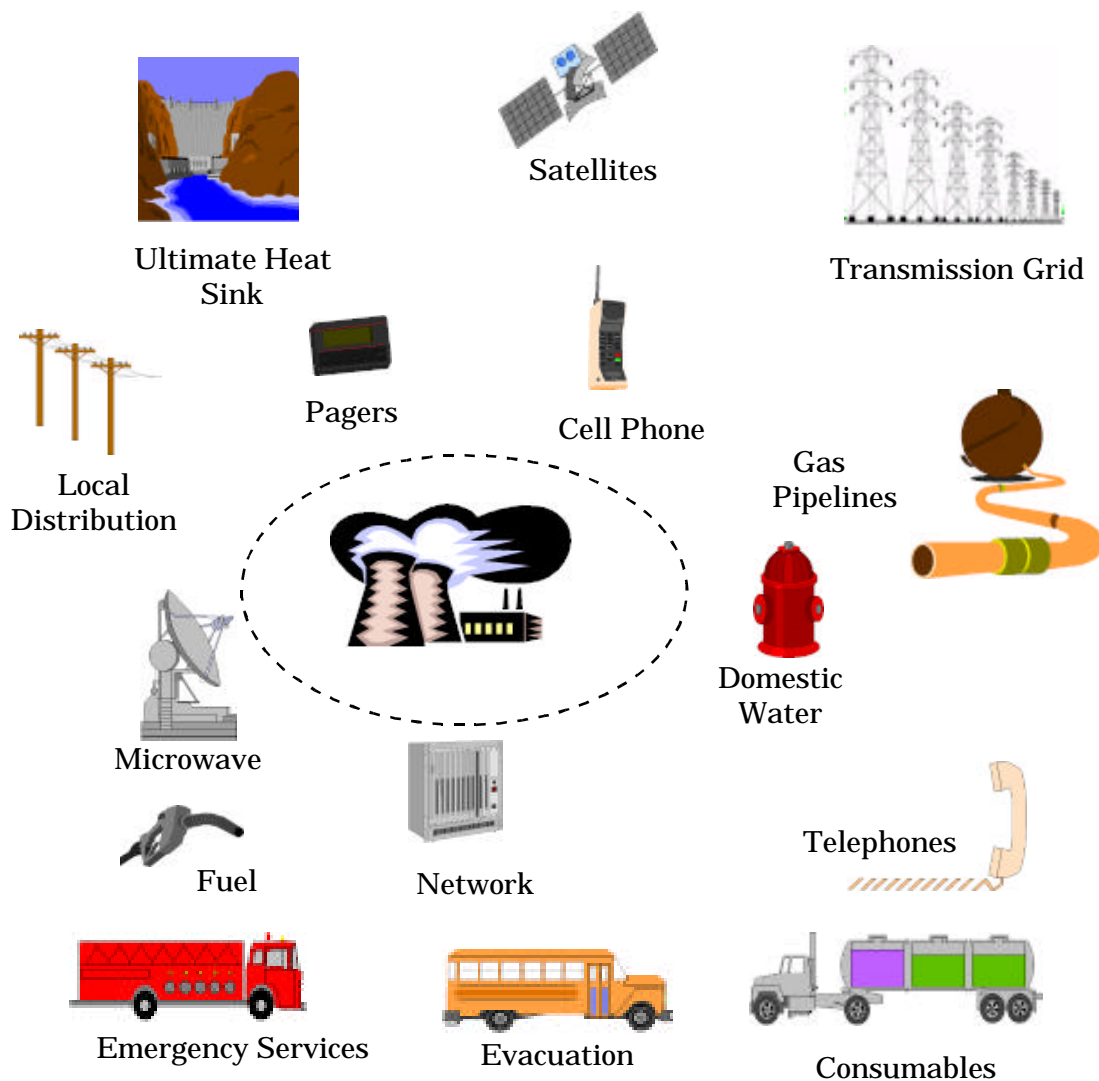 Satellites
Ultimate Heat
Sink
Transmission Grid
Pagers
Cell Phone
Local
Distribution
Gas
Pipelines
Domestic
Water
Microwave
Telephones
Fuel
Network
Emergency Services
Evacuation
Consumables